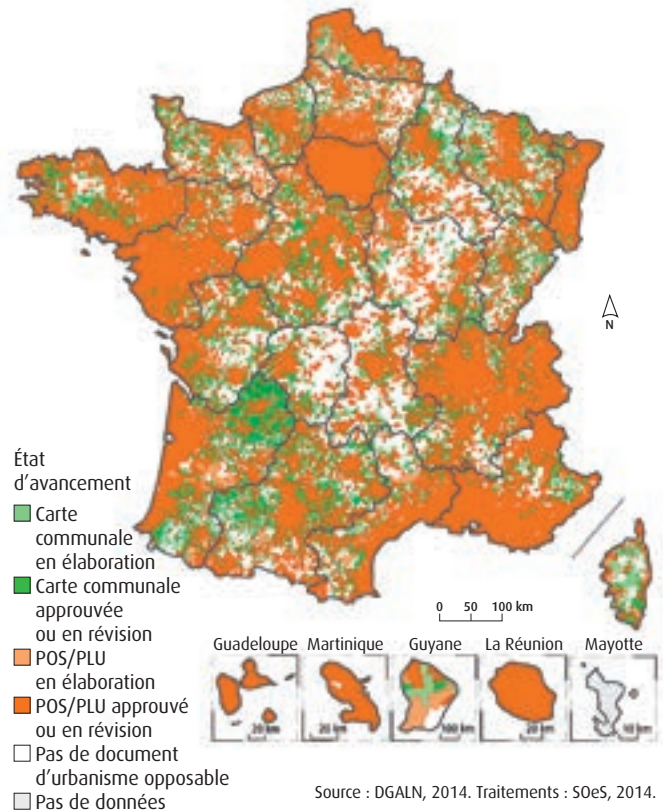 N
État
d'avancement
Carte
communale
en élaboration
Carte communale
approuvée
ou en révision
POS/PLU
en élaboration
POS/PLU approuvé
ou en révision
Pas de document
d'urbanisme opposable
Pas de données
0 50 100 km
Guadeloupe Martinique Guyane La Réunion Mayotte
20 km 20 km 100 km 20 km 10 km
Source : DGALN, 2014. Traitements : SOeS, 2014.